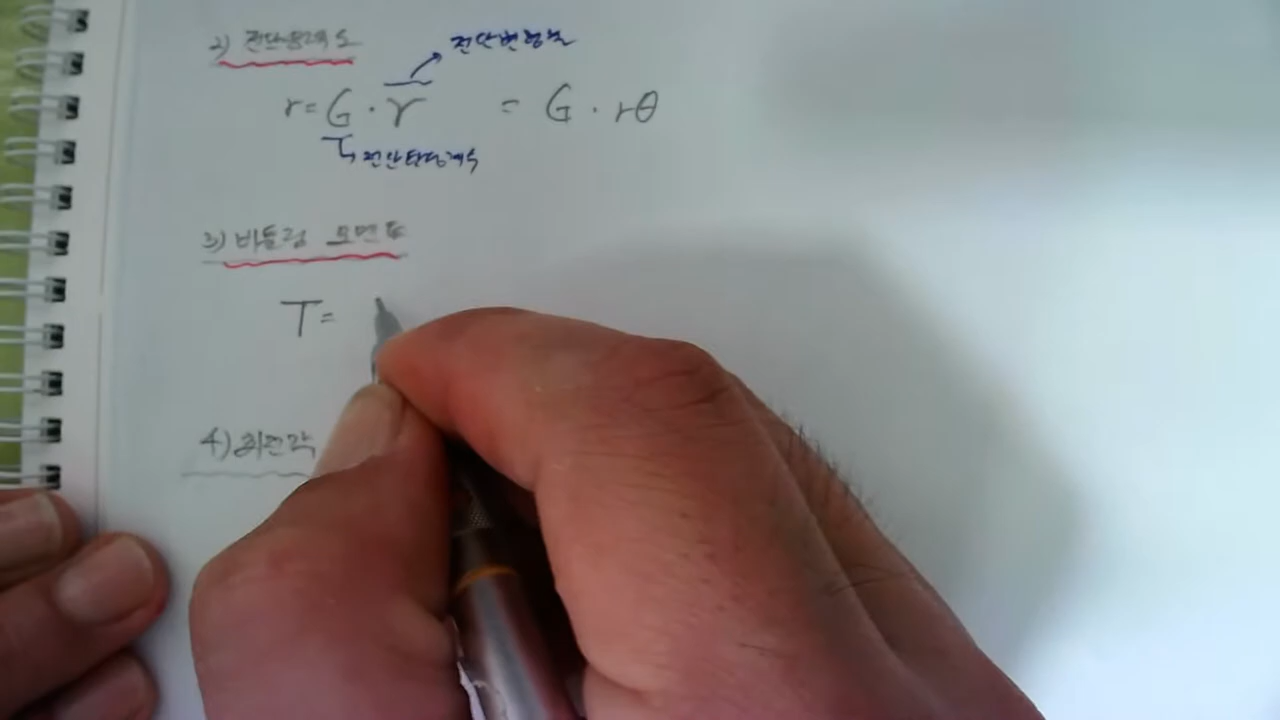 2) 전단응력도
전단변형률
r = G · r = G · rθ
전단탄성계수
3) 비틀림 모멘트
T =
4) 회전각